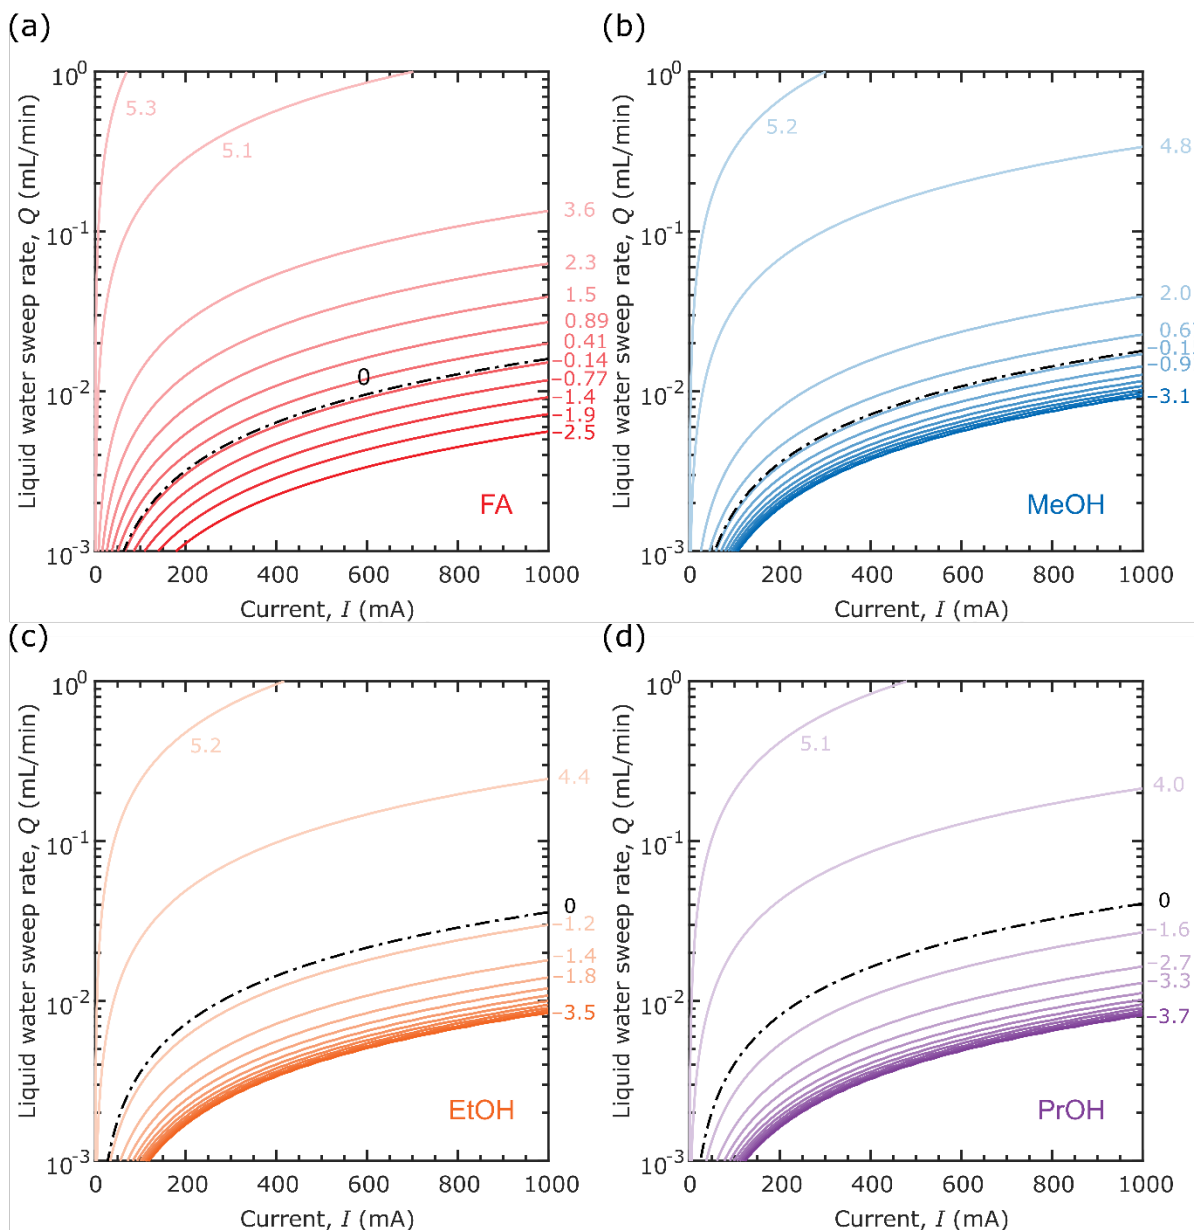 (a)
Liquid water sweep rate, Q (mL/min)
10⁰
10⁻¹
10⁻²
10⁻³
5.3
5.1
3.6
2.3
1.5
0.89
0.41
−0.14
0
−0.77
−1.4
−1.9
−2.5
FA
0 200 400 600 800 1000
Current, I (mA)
(b)
Liquid water sweep rate, Q (mL/min)
10⁰
10⁻¹
10⁻²
10⁻³
5.2
4.8
2.0
−3.1
MeOH
0 200 400 600 800 1000
Current, I (mA)
(c)
Liquid water sweep rate, Q (mL/min)
10⁰
10⁻¹
10⁻²
10⁻³
5.2
4.4
0
−1.2
−1.4
−1.8
−3.5
EtOH
0 200 400 600 800 1000
Current, I (mA)
(d)
Liquid water sweep rate, Q (mL/min)
10⁰
10⁻¹
10⁻²
10⁻³
5.1
4.0
0
−1.6
−2.7
−3.3
−3.7
PrOH
0 200 400 600 800 1000
Current, I (mA)